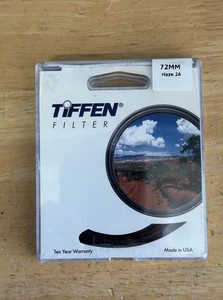 72MM
Haze 2A
TIFFEN®
FILTER
Ten Year Warranty
Made in USA